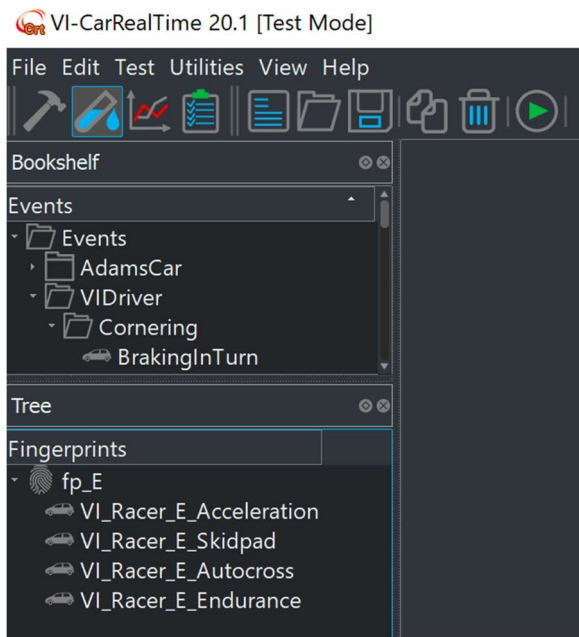 Crt VI-CarRealTime 20.1 [Test Mode]
File Edit Test Utilities View Help
Bookshelf
Events
Events
AdamsCar
VIDriver
Cornering
BrakingInTurn
Tree
Fingerprints
fp_E
VI_Racer_E_Acceleration
VI_Racer_E_Skidpad
VI_Racer_E_Autocross
VI_Racer_E_Endurance